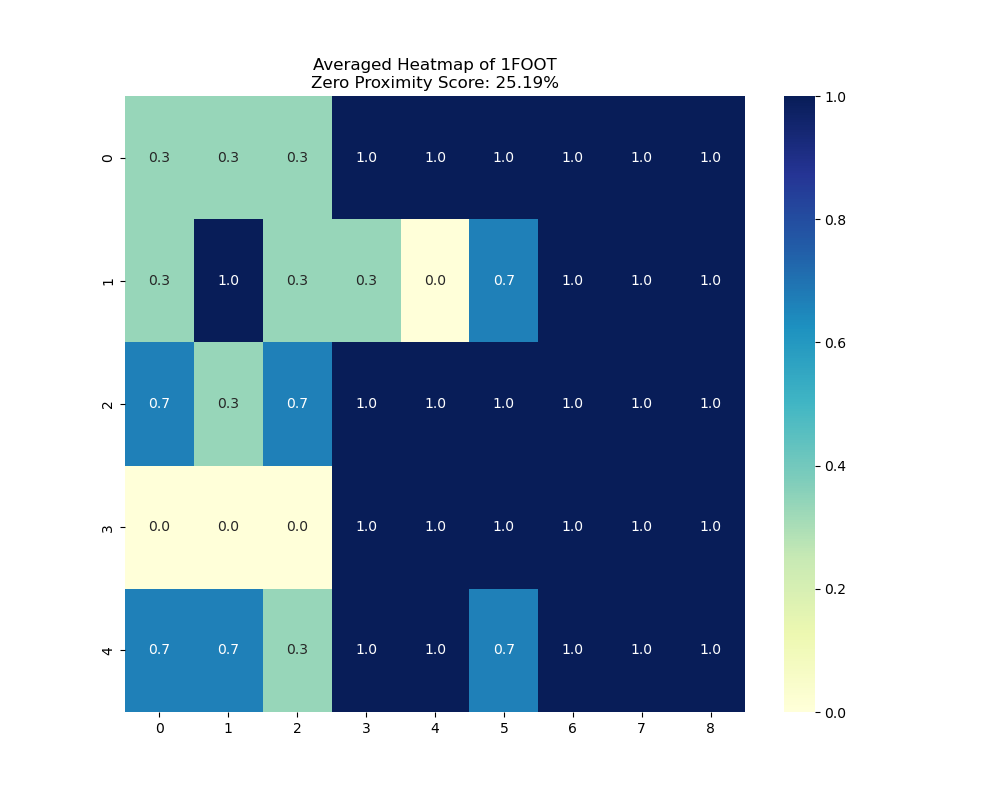 Averaged Heatmap of 1FOOT
Zero Proximity Score: 25.19%
0 0.3 0.3 0.3 1.0 1.0 1.0 1.0 1.0 1.0
1 0.3 1.0 0.3 0.3 0.0 0.7 1.0 1.0 1.0
2 0.7 0.3 0.7 1.0 1.0 1.0 1.0 1.0 1.0
3 0.0 0.0 0.0 1.0 1.0 1.0 1.0 1.0 1.0
4 0.7 0.7 0.3 1.0 1.0 0.7 1.0 1.0 1.0
0 1 2 3 4 5 6 7 8
1.0
0.8
0.6
0.4
0.2
0.0